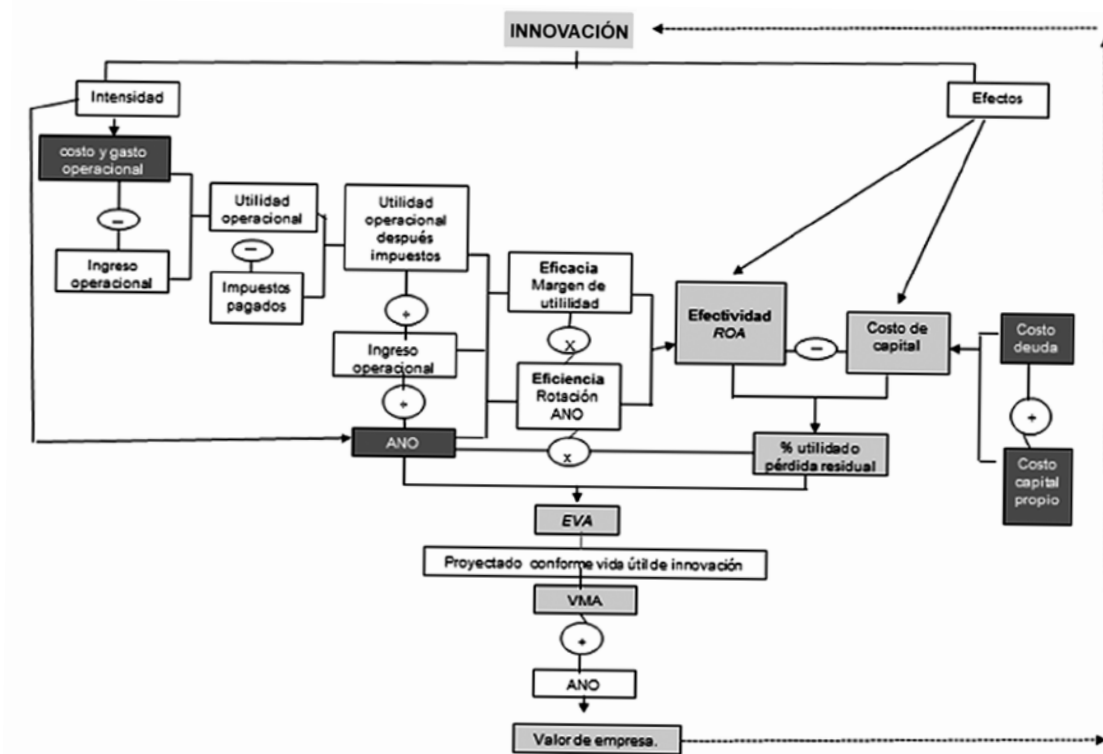 INNOVACIÓN
Intensidad
Efectos
costo y gasto
operacional
−
Ingreso
operacional
Utilidad
operacional
−
Impuestos
pagados
Utilidad
operacional
después
impuestos
÷
Ingreso
operacional
÷
ANO
Eficacia
Margen de
utililidad
x
Eficiencia
Rotación
ANO
x
Efectividad
ROA
−
Costo de
capital
Costo
deuda
+
Costo
capital
propio
% utilidado
pérdida residual
EVA
Proyectado conforme vida útil de innovación
VMA
+
ANO
Valor de empresa.